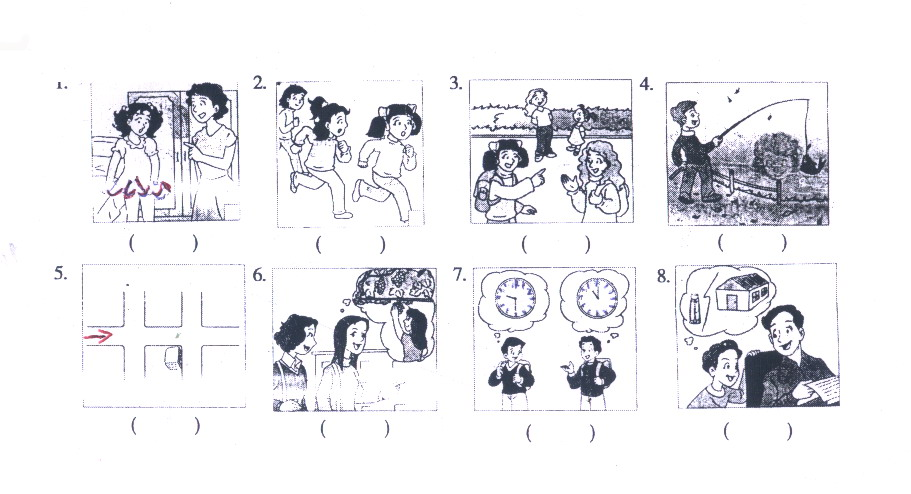 1. 2. 3. 4.
( ) ( ) ( ) ( )
5. 6. 7. 8.
( ) ( ) ( ) ( )